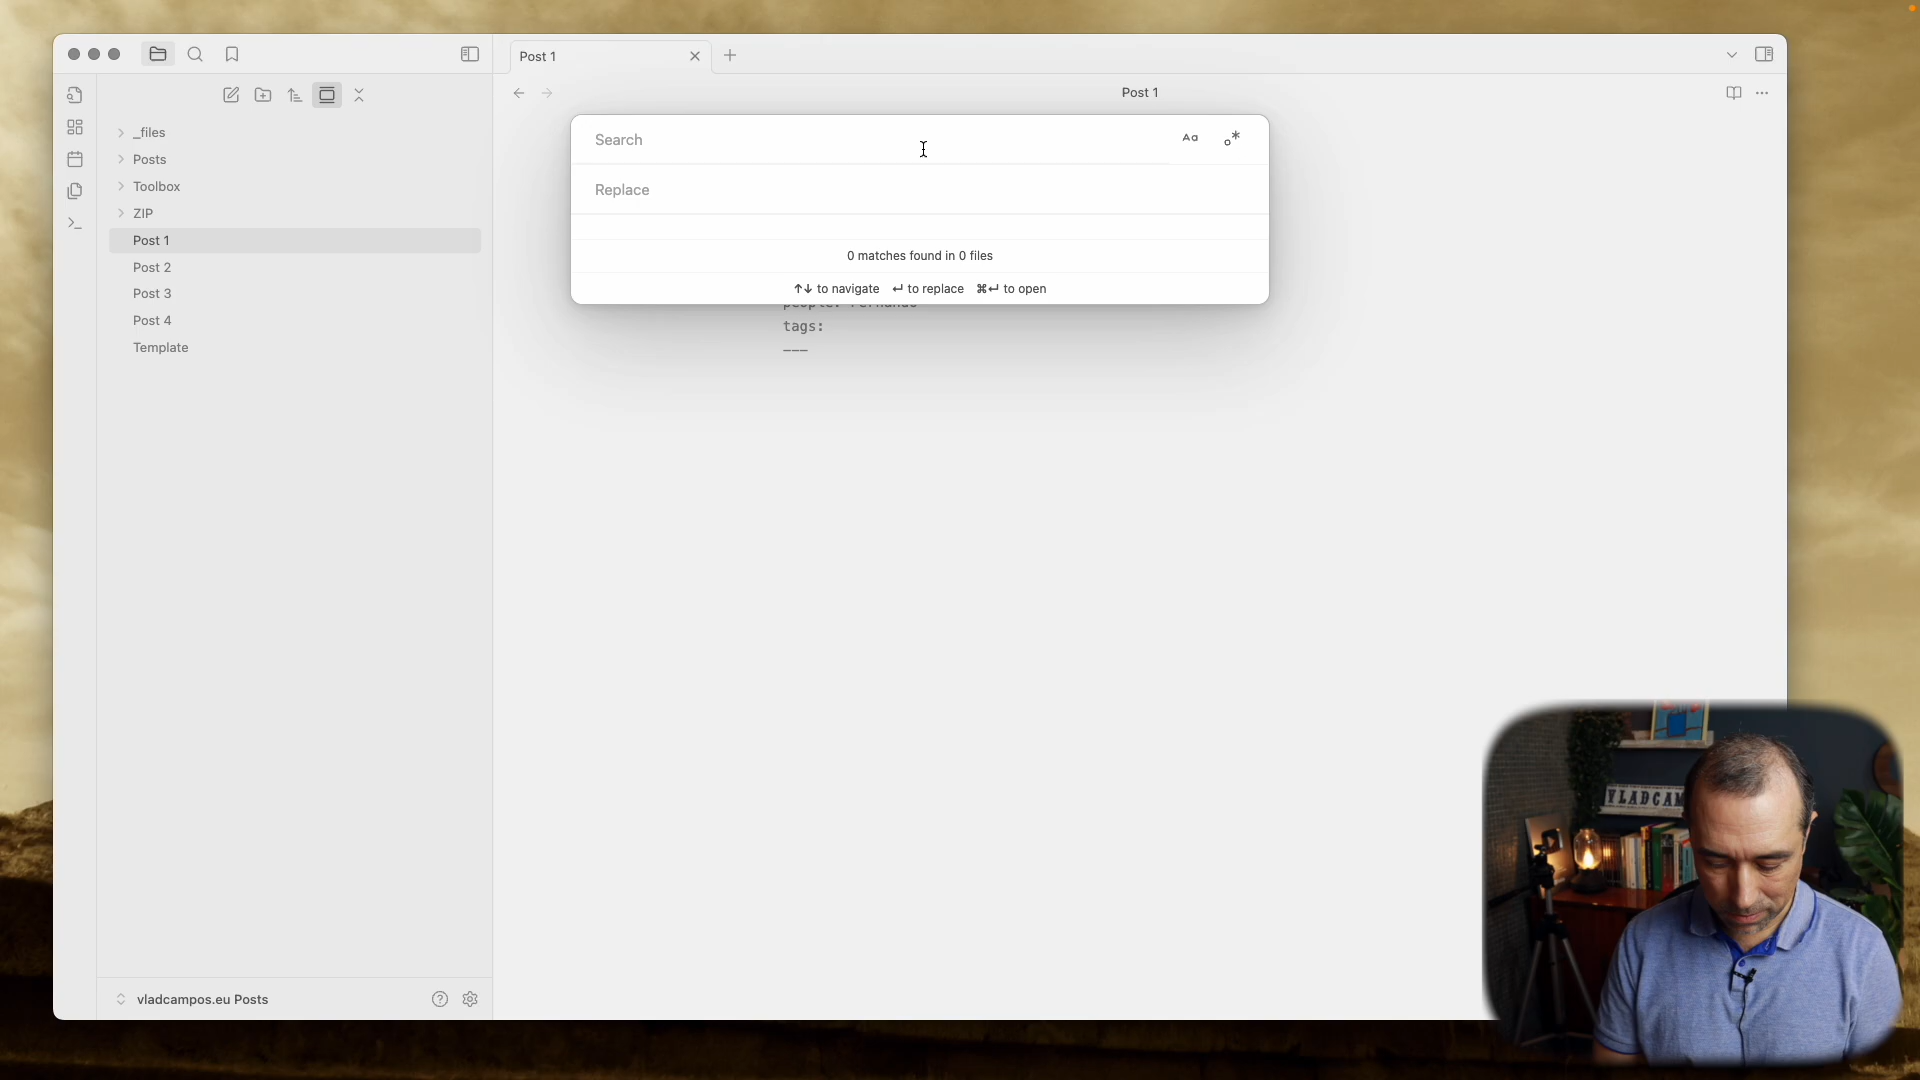 Post 1
Post 1
_files
Posts
Toolbox
ZIP
Post 1
Post 2
Post 3
Post 4
Template
Search
Aa
Replace
0 matches found in 0 files
↑↓ to navigate ↵ to replace ⌘↵ to open
tags:
---
vladcampos.eu Posts
VLADCAM